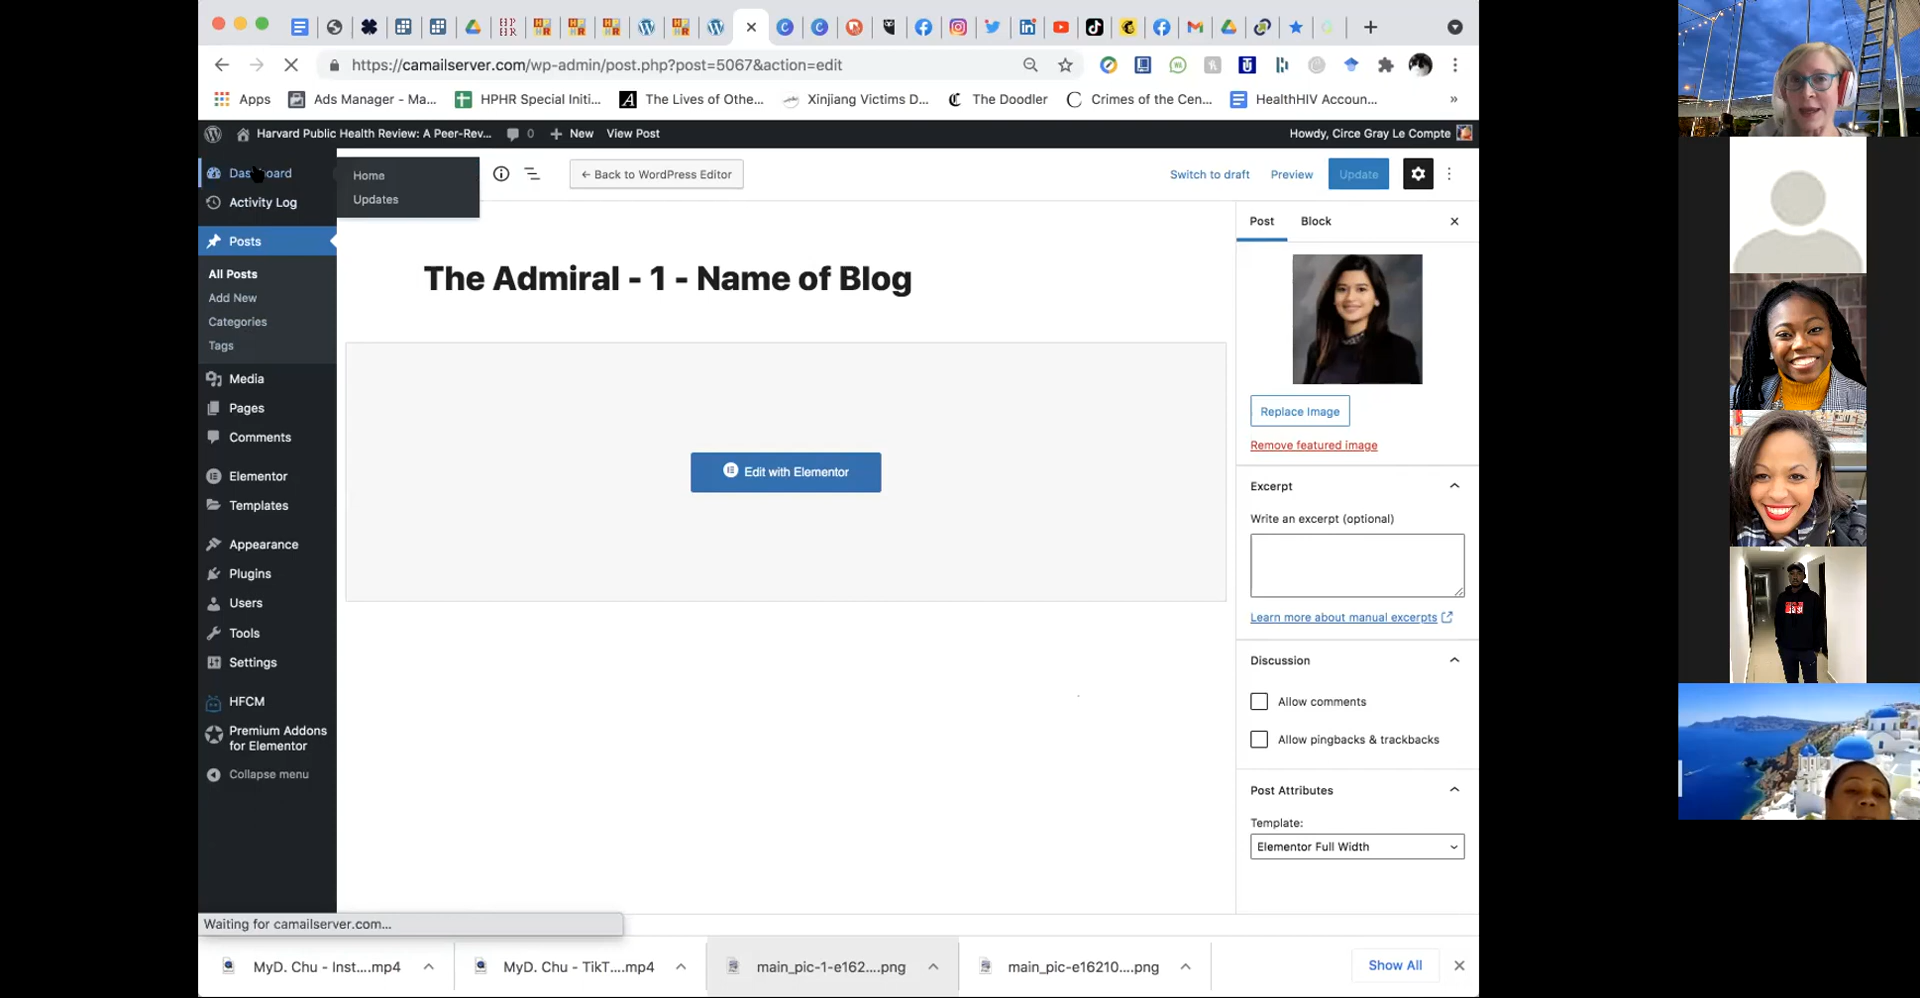 https://camailserver.com/wp-admin/post.php?post=5067&action=edit
Apps
Ads Manager - Ma...
HPHR Special Initi...
The Lives of Othe...
Xinjiang Victims D...
The Doodler
Crimes of the Cen...
HealthHIV Accoun...
»
Harvard Public Health Review: A Peer-Rev...
0
New
View Post
Howdy, Circe Gray Le Compte
Dashboard
Home
Updates
Activity Log
← Back to WordPress Editor
Switch to draft
Preview
Update
Posts
All Posts
Add New
Categories
Tags
Media
Pages
Comments
Elementor
Templates
Appearance
Plugins
Users
Tools
Settings
HFCM
Premium Addons
for Elementor
Collapse menu
The Admiral - 1 - Name of Blog
Edit with Elementor
Post
Block
Replace Image
Remove featured image
Excerpt
Write an excerpt (optional)
Learn more about manual excerpts
Discussion
Allow comments
Allow pingbacks & trackbacks
Post Attributes
Template:
Elementor Full Width
Waiting for camailserver.com...
MyD. Chu - Inst....mp4
MyD. Chu - TikT....mp4
main_pic-1-e162....png
main_pic-e16210....png
Show All